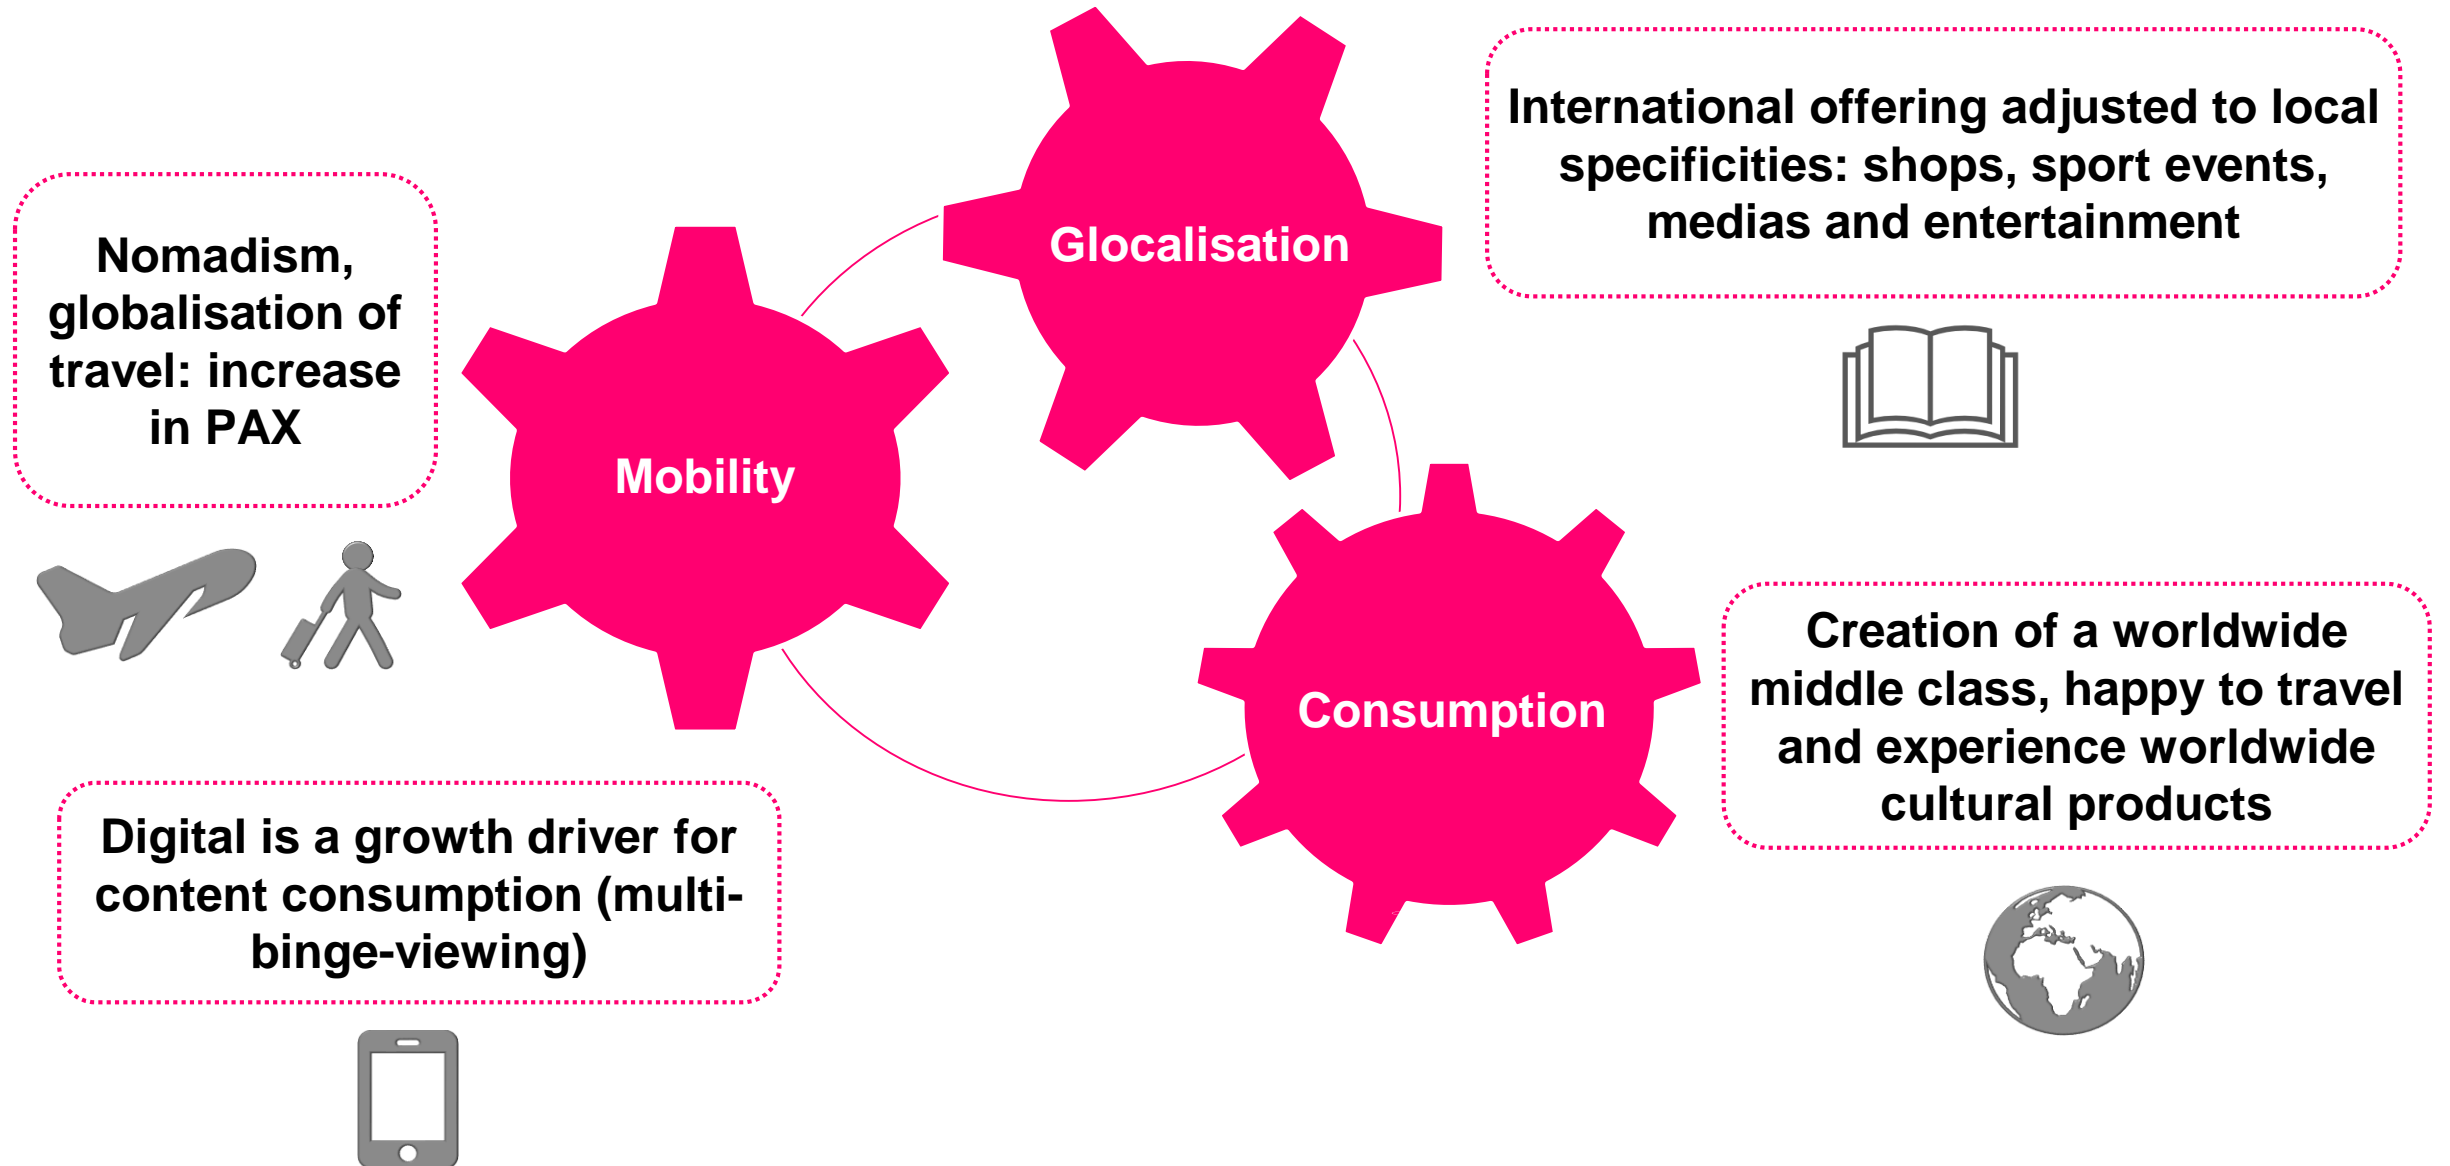 Glocalisation
International offering adjusted to local
specificities: shops, sport events,
medias and entertainment
Nomadism,
globalisation of
travel: increase
in PAX
Mobility
Consumption
Creation of a worldwide
middle class, happy to travel
and experience worldwide
cultural products
Digital is a growth driver for
content consumption (multi-
binge-viewing)